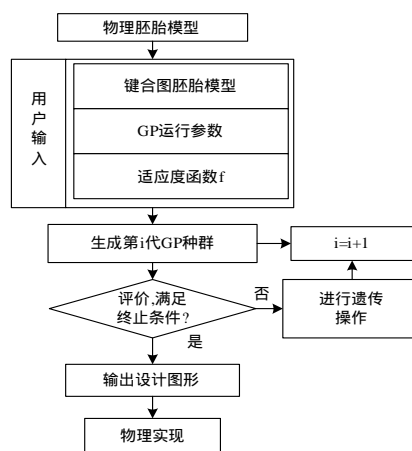 物理胚胎模型
用户输入
键合图胚胎模型
GP运行参数
适应度函数f
生成第i代GP种群
i=i+1
评价,满足
终止条件?
否
进行遗传
操作
是
输出设计图形
物理实现